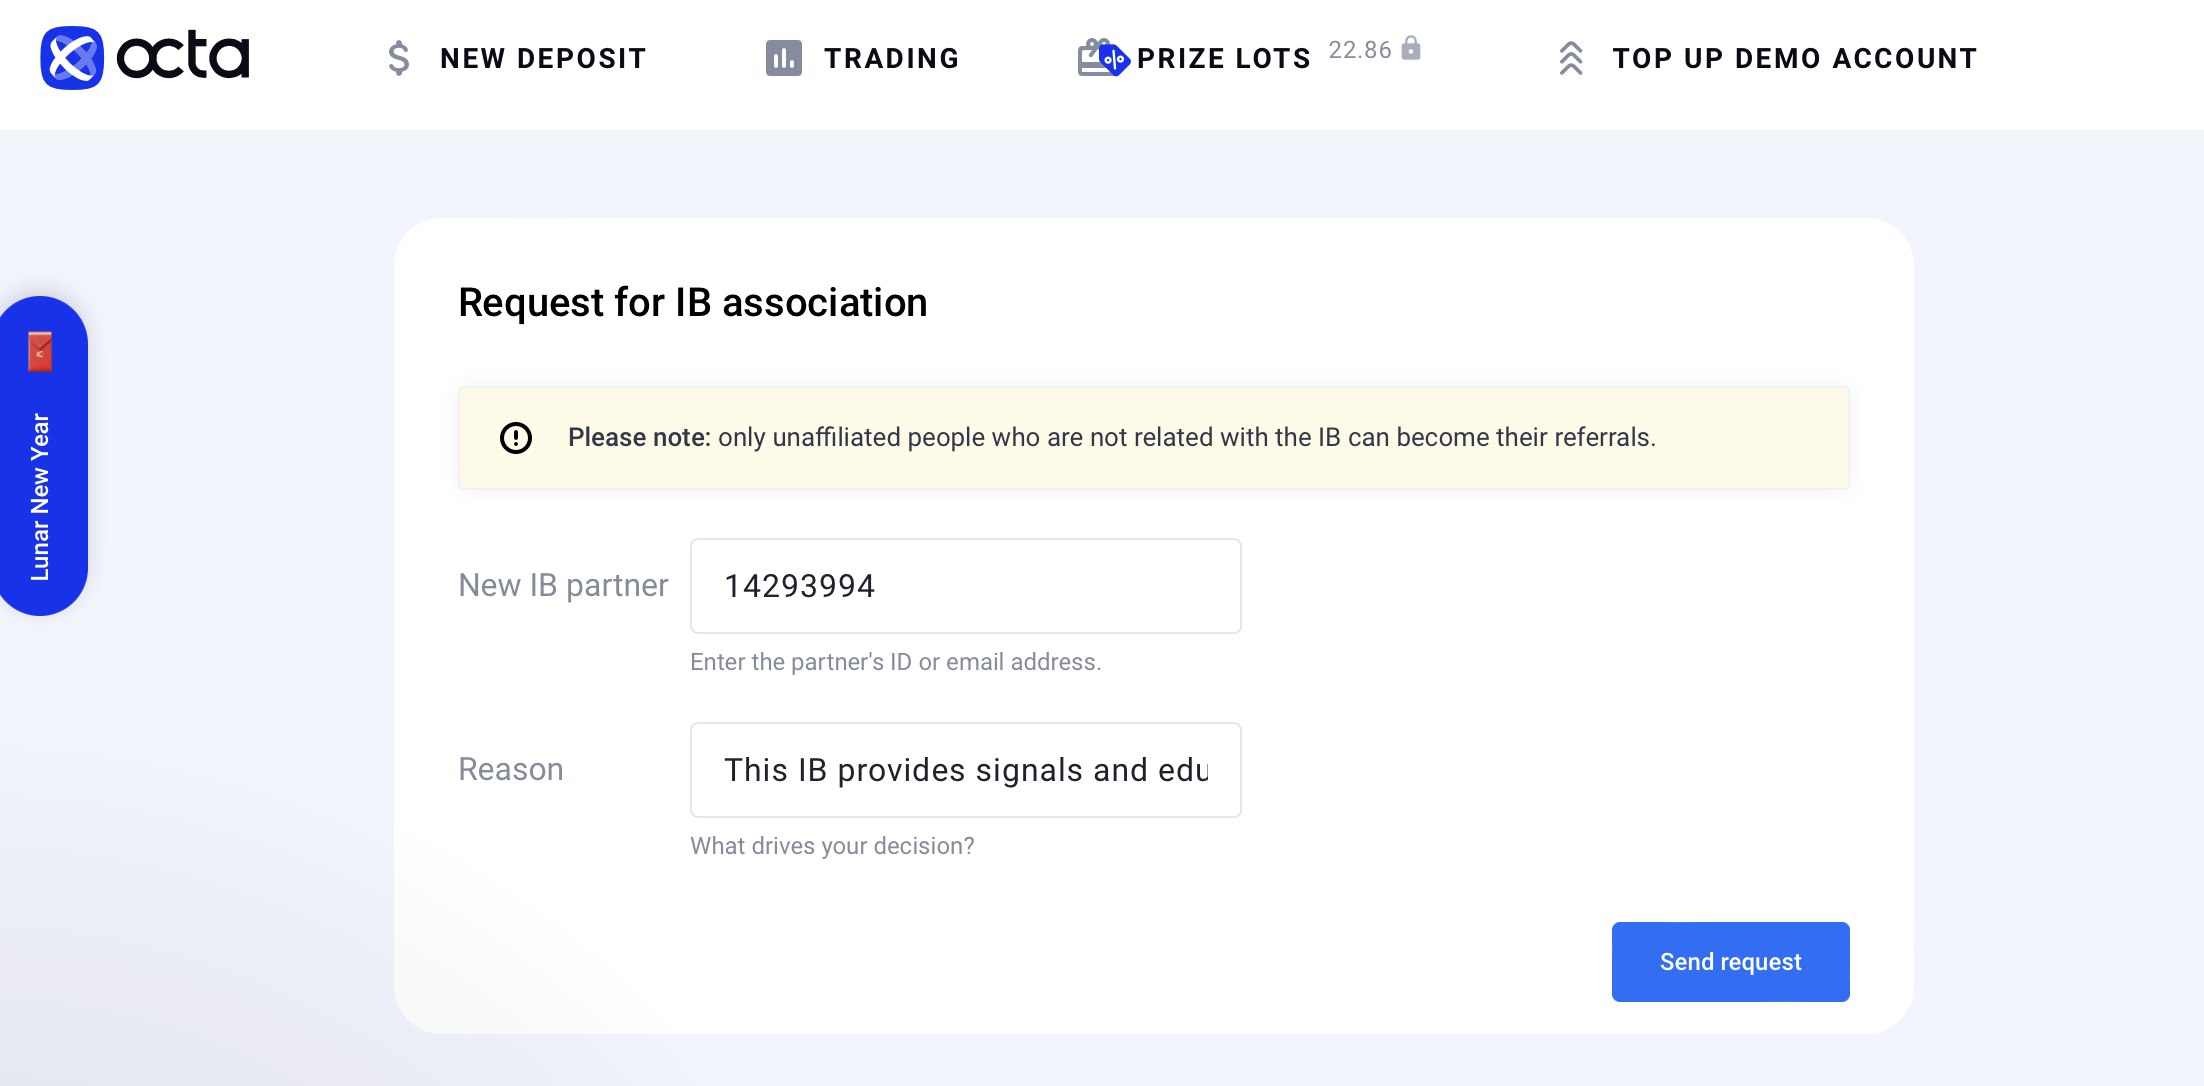 octa
NEW DEPOSIT
TRADING
PRIZE LOTS 22.86
TOP UP DEMO ACCOUNT
Lunar New Year
Request for IB association
Please note: only unaffiliated people who are not related with the IB can become their referrals.
New IB partner 14293994
Enter the partner's ID or email address.
Reason This IB provides signals and edu
What drives your decision?
Send request